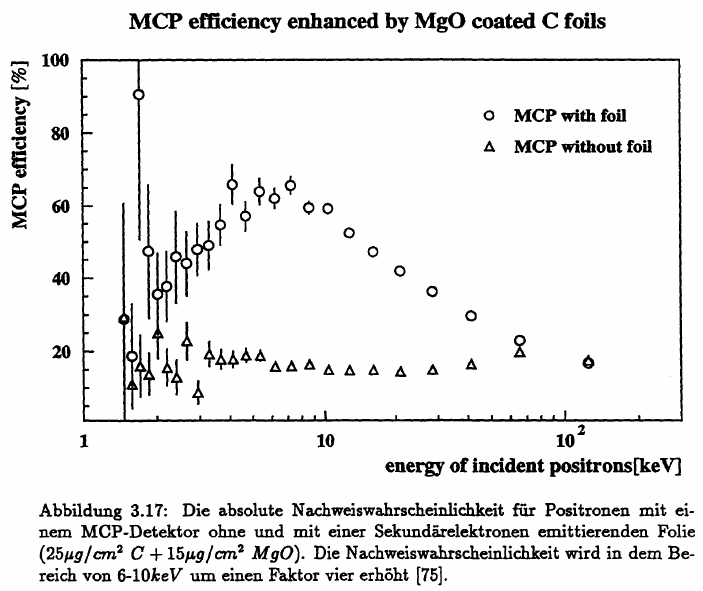 MCP efficiency enhanced by MgO coated C foils
MCP efficiency [%]
100
80
60
40
20
MCP with foil
MCP without foil
1
10
10²
energy of incident positrons[keV]
Abbildung 3.17: Die absolute Nachweiswahrscheinlichkeit für Positronen mit ei-
nem MCP-Detektor ohne und mit einer Sekundärelektronen emittierenden Folie
(25μg/cm² C + 15μg/cm² MgO). Die Nachweiswahrscheinlichkeit wird in dem Be-
reich von 6-10keV um einen Faktor vier erhöht [75].